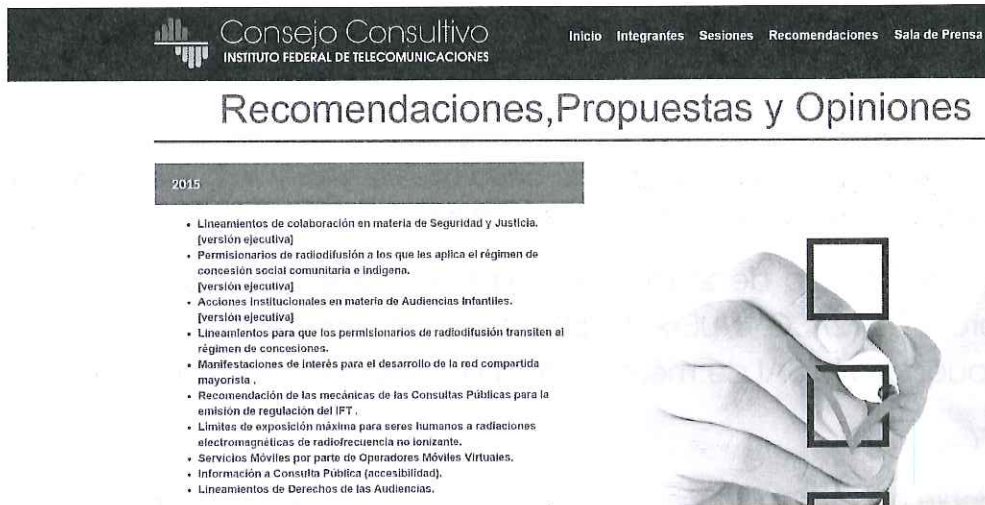 Consejo Consultivo
INSTITUTO FEDERAL DE TELECOMUNICACIONES
Inicio Integrantes Sesiones Recomendaciones Sala de Prensa
Recomendaciones,Propuestas y Opiniones
2015
• Lineamientos de colaboración en materia de Seguridad y Justicia.
[versión ejecutiva]
• Permisionarios de radiodifusión a los que les aplica el régimen de
concesión social comunitaria e indígena.
[versión ejecutiva]
• Acciones Institucionales en materia de Audiencias Infantiles.
[versión ejecutiva]
• Lineamientos para que los permisionarios de radiodifusión transiten al
régimen de concesiones.
• Manifestaciones de interés para el desarrollo de la red compartida
mayorista .
• Recomendación de las mecánicas de las Consultas Públicas para la
emisión de regulación del IFT .
• Límites de exposición máxima para seres humanos a radiaciones
electromagnéticas de radiofrecuencia no ionizante.
• Servicios Móviles por parte de Operadores Móviles Virtuales.
• Información a Consulta Pública (accesibilidad).
• Lineamientos de Derechos de las Audiencias.